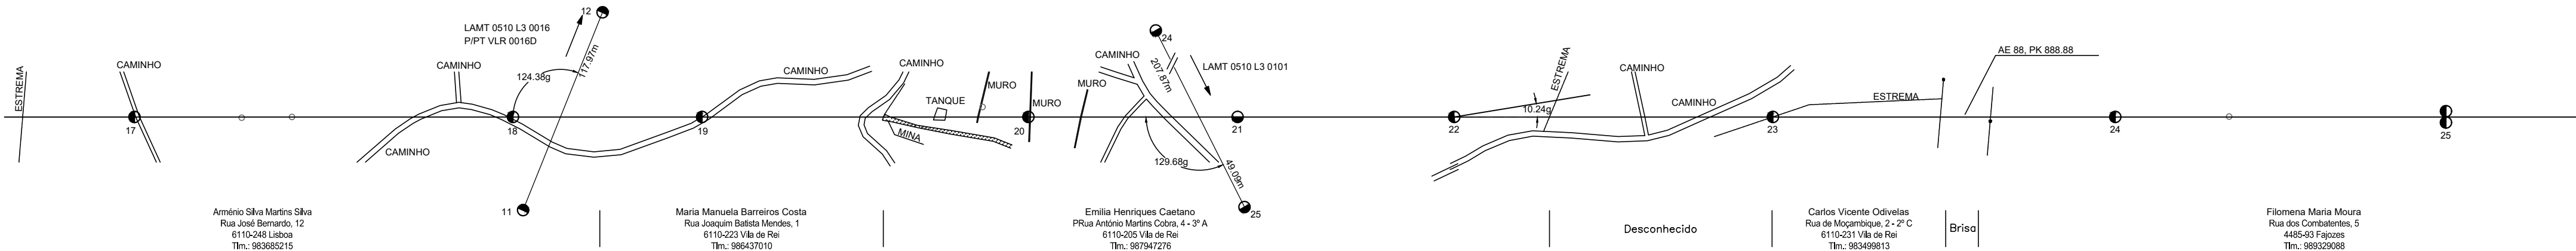 ESTREMA
CAMINHO
17
CAMINHO
CAMINHO
LAMT 0510 L3 0016
P/PT VLR 0016D
124.38g
18
12
117.97m
11
19
CAMINHO
CAMINHO
MINA
TANQUE
MURO
20
MURO
MURO
CAMINHO
24
207.87m
LAMT 0510 L3 0101
129.68g
49.09m
25
21
22
10.24g
ESTREMA
CAMINHO
CAMINHO
23
ESTREMA
AE 88, PK 888.88
24
25
Arménio Silva Martins Silva
Rua José Bernardo, 12
6110-248 Lisboa
Tlm.: 983685215
Maria Manuela Barreiros Costa
Rua Joaquim Batista Mendes, 1
6110-223 Vila de Rei
Tlm.: 986437010
Emilia Henriques Caetano
PRua António Martins Cobra, 4 - 3º A
6110-205 Vila de Rei
Tlm.: 987947276
Desconhecido
Carlos Vicente Odivelas
Rua de Moçambique, 2 - 2º C
6110-231 Vila de Rei
Tlm.: 983499813
Brisa
Filomena Maria Moura
Rua dos Combatentes, 5
4485-93 Fajozes
Tlm.: 989329088